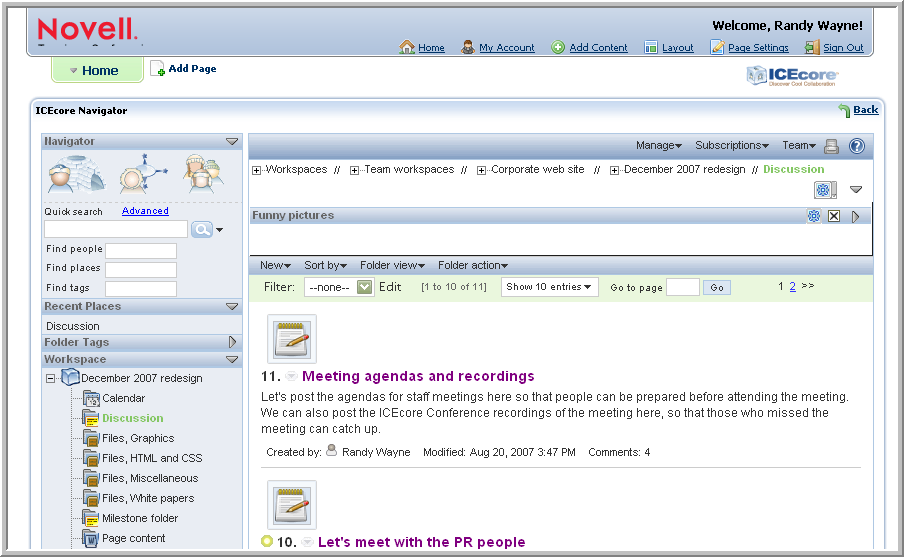 Novell.
Welcome, Randy Wayne!
Home My Account Add Content Layout Page Settings Sign Out
Home Add Page
ICEcore
Discover Cool Collaboration
ICEcore Navigator Back
Navigator
Manage Subscriptions Team ?
Workspaces // Team workspaces // Corporate web site // December 2007 redesign // Discussion
Quick search Advanced
Funny pictures
Find people
Find places
Find tags
New Sort by Folder view Folder action
Filter: --none-- Edit [1 to 10 of 11] Show 10 entries Go to page Go 1 2 >>
Recent Places
Discussion
Folder Tags
Workspace
December 2007 redesign
Calendar
Discussion
Files, Graphics
Files, HTML and CSS
Files, Miscellaneous
Files, White papers
Milestone folder
Page content
11. Meeting agendas and recordings
Let's post the agendas for staff meetings here so that people can be prepared before attending the meeting.
We can also post the ICEcore Conference recordings of the meeting here, so that those who missed the
meeting can catch up.
Created by: Randy Wayne Modified: Aug 20, 2007 3:47 PM Comments: 4
10. Let's meet with the PR people